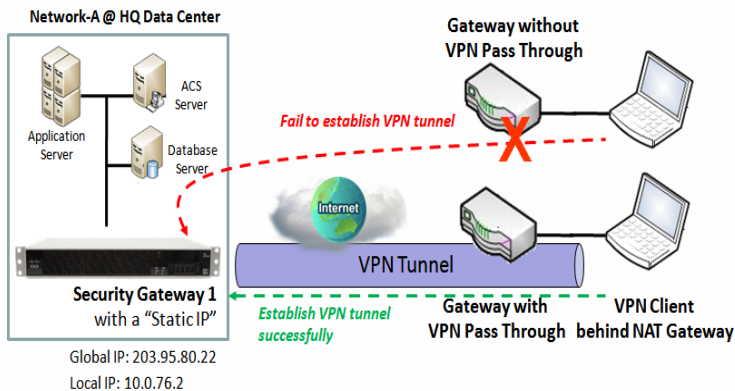 Network-A @ HQ Data Center
ACS
Server
Application
Server
Database
Server
Security Gateway 1
with a “Static IP”
Global IP: 203.95.80.22
Local IP: 10.0.76.2
Gateway without
VPN Pass Through
Fail to establish VPN tunnel
X
Internet
VPN Tunnel
Establish VPN tunnel
successfully
Gateway with
VPN Pass Through
VPN Client
behind NAT Gateway